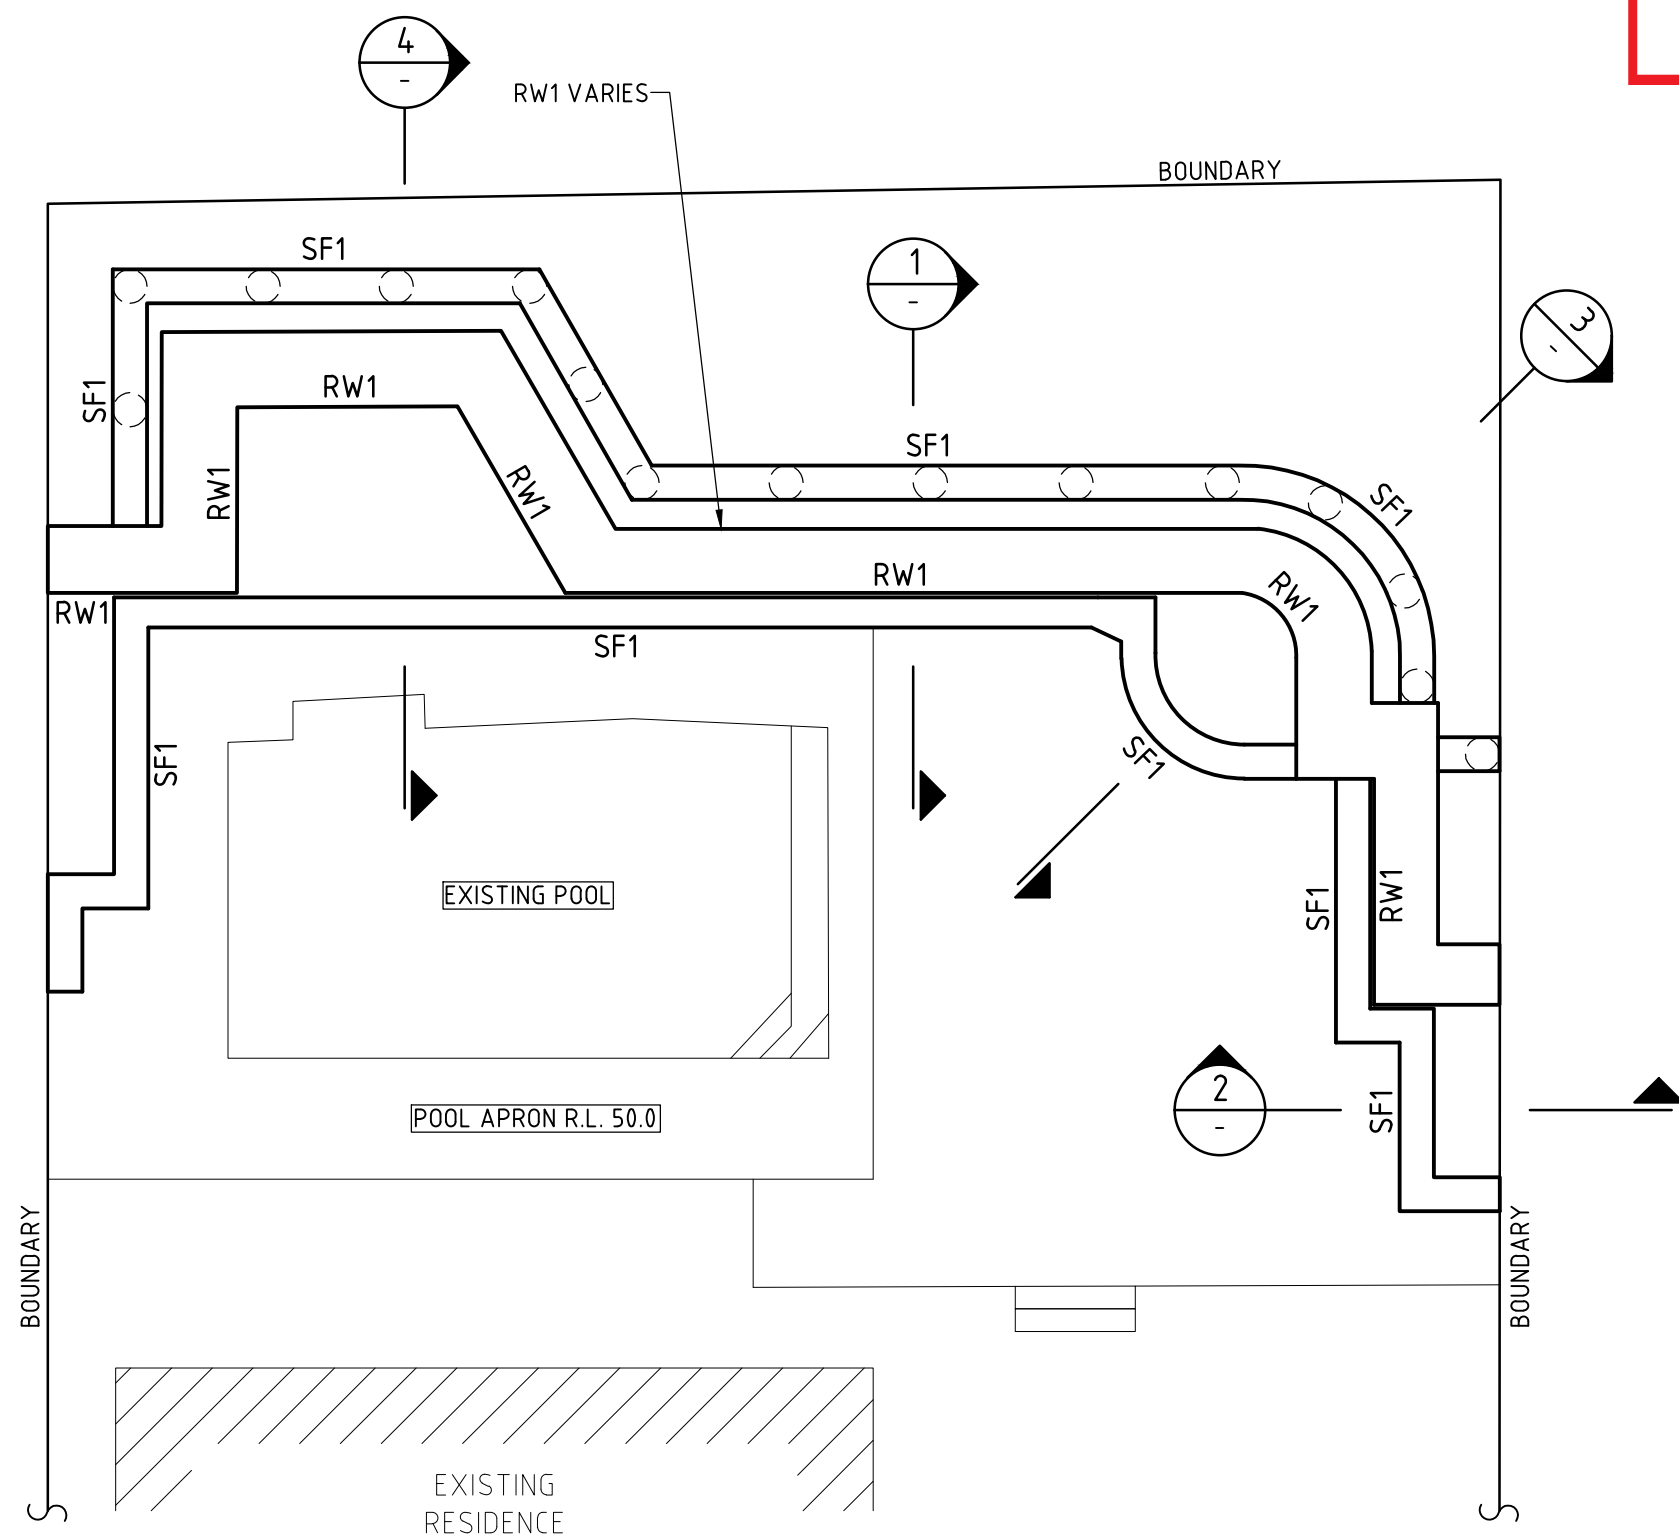 4
-
RW1 VARIES
BOUNDARY
SF1
1
-
3
-
SF1
RW1
SF1
SF1
RW1
RW1
RW1
RW1
RW1
SF1
SF1
SF1
SF1
EXISTING POOL
SF1
RW1
2
-
SF1
POOL APRON R.L. 50.0
BOUNDARY
BOUNDARY
EXISTING
RESIDENCE